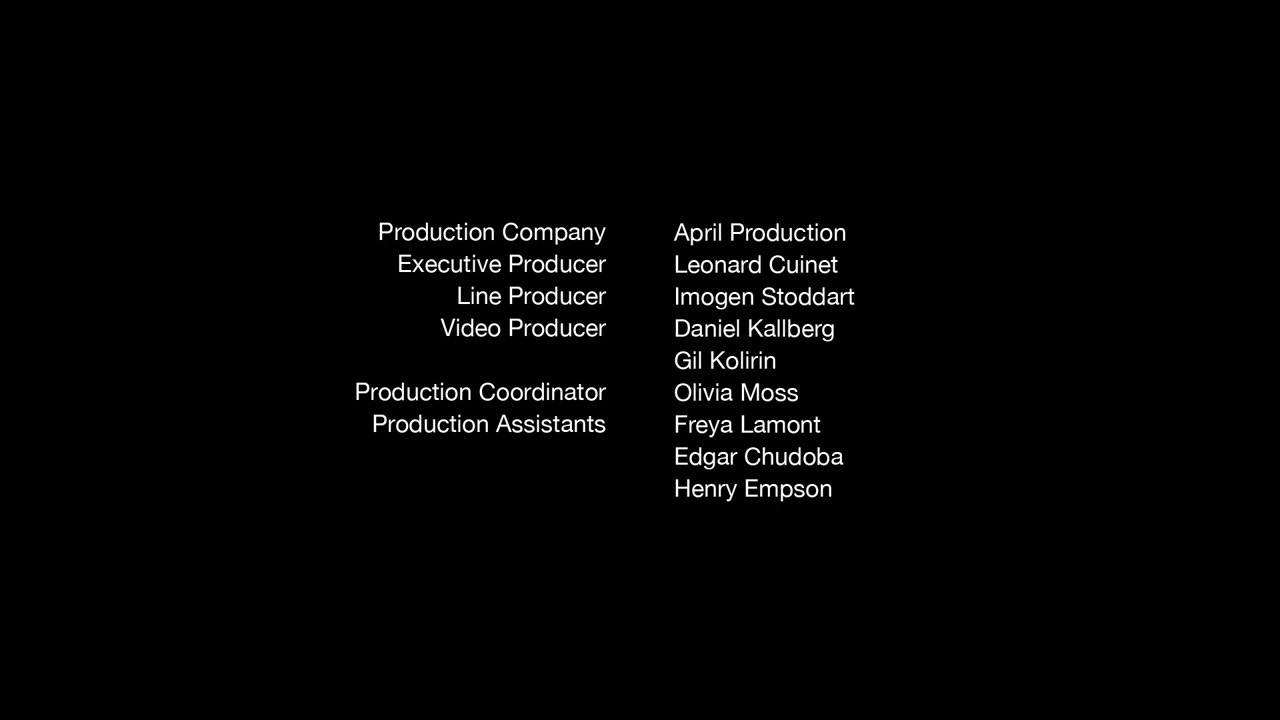 Production Company April Production
Executive Producer Leonard Cuinet
Line Producer Imogen Stoddart
Video Producer Daniel Kallberg
Gil Kolirin
Production Coordinator Olivia Moss
Production Assistants Freya Lamont
Edgar Chudoba
Henry Empson